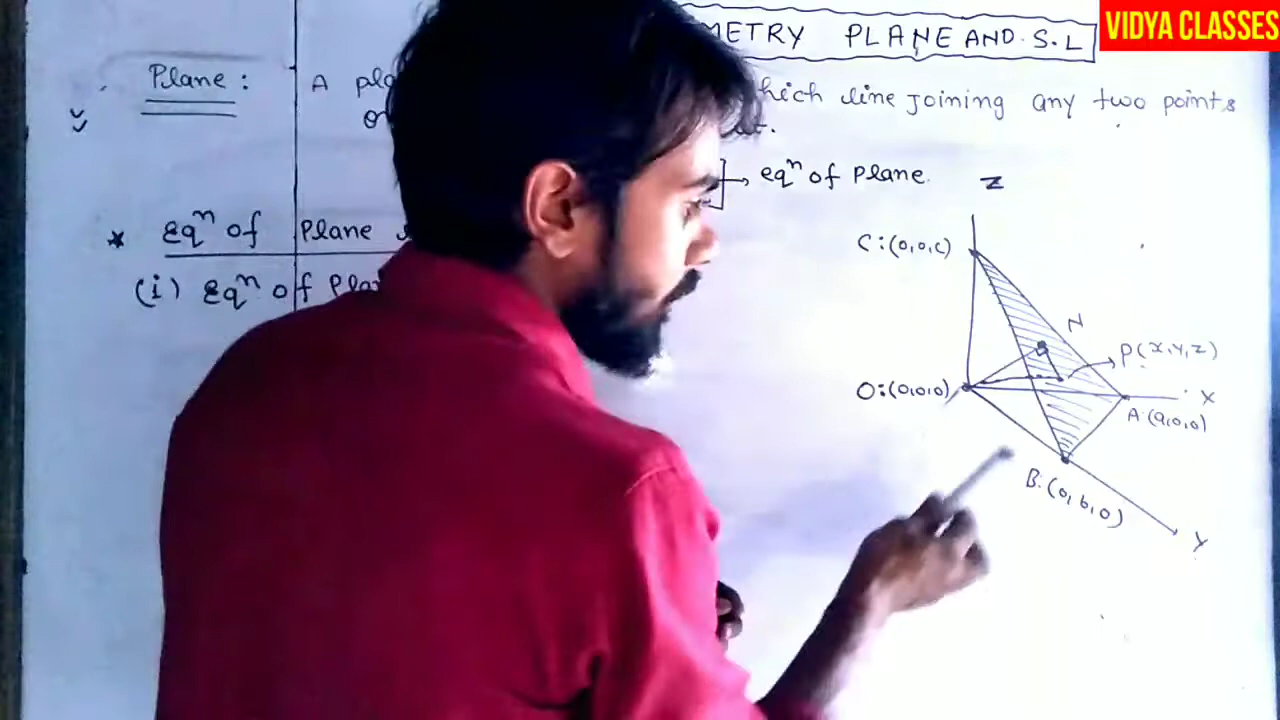 VIDYA CLASSES
METRY PLANE AND S.L
Plane : A pla hich line joining any two points
eqⁿ of Plane.
* Eqⁿ of Plane
(i) Eqⁿ of Pla
Z
C:(0,0,c)
N
P(x,y,z)
O:(0,0,0)
X
A:(a,0,0)
B:(0,b,0)
Y